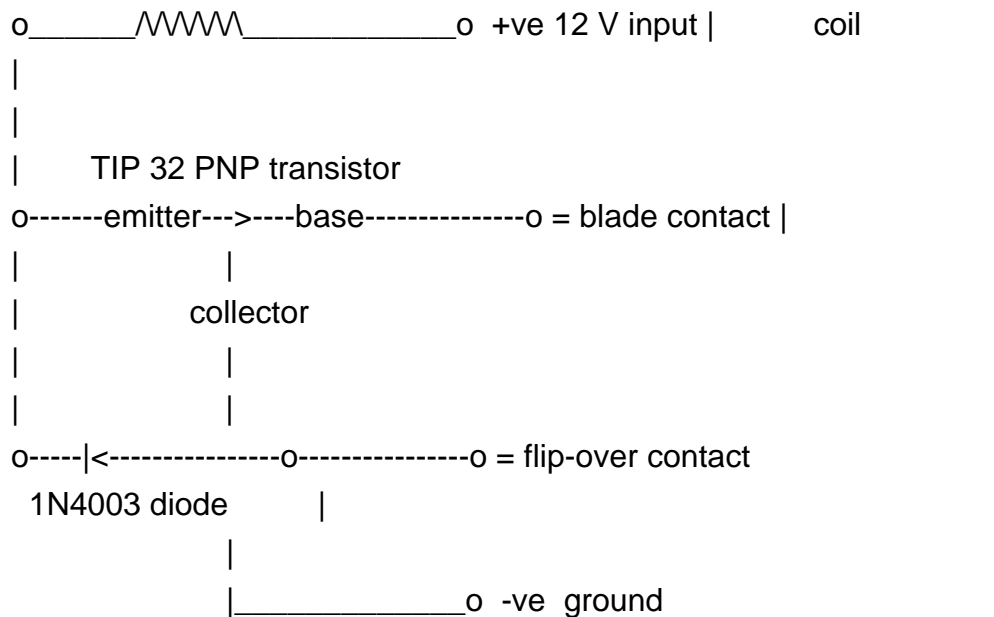 o______/\/\/\/\/\/\____________o +ve 12 V input | coil
|
|
| TIP 32 PNP transistor
o-------emitter--->----base---------------o = blade contact |
| |
| collector
| |
| |
o-----|<----------------o---------------o = flip-over contact
1N4003 diode |
|
|_____________o -ve ground